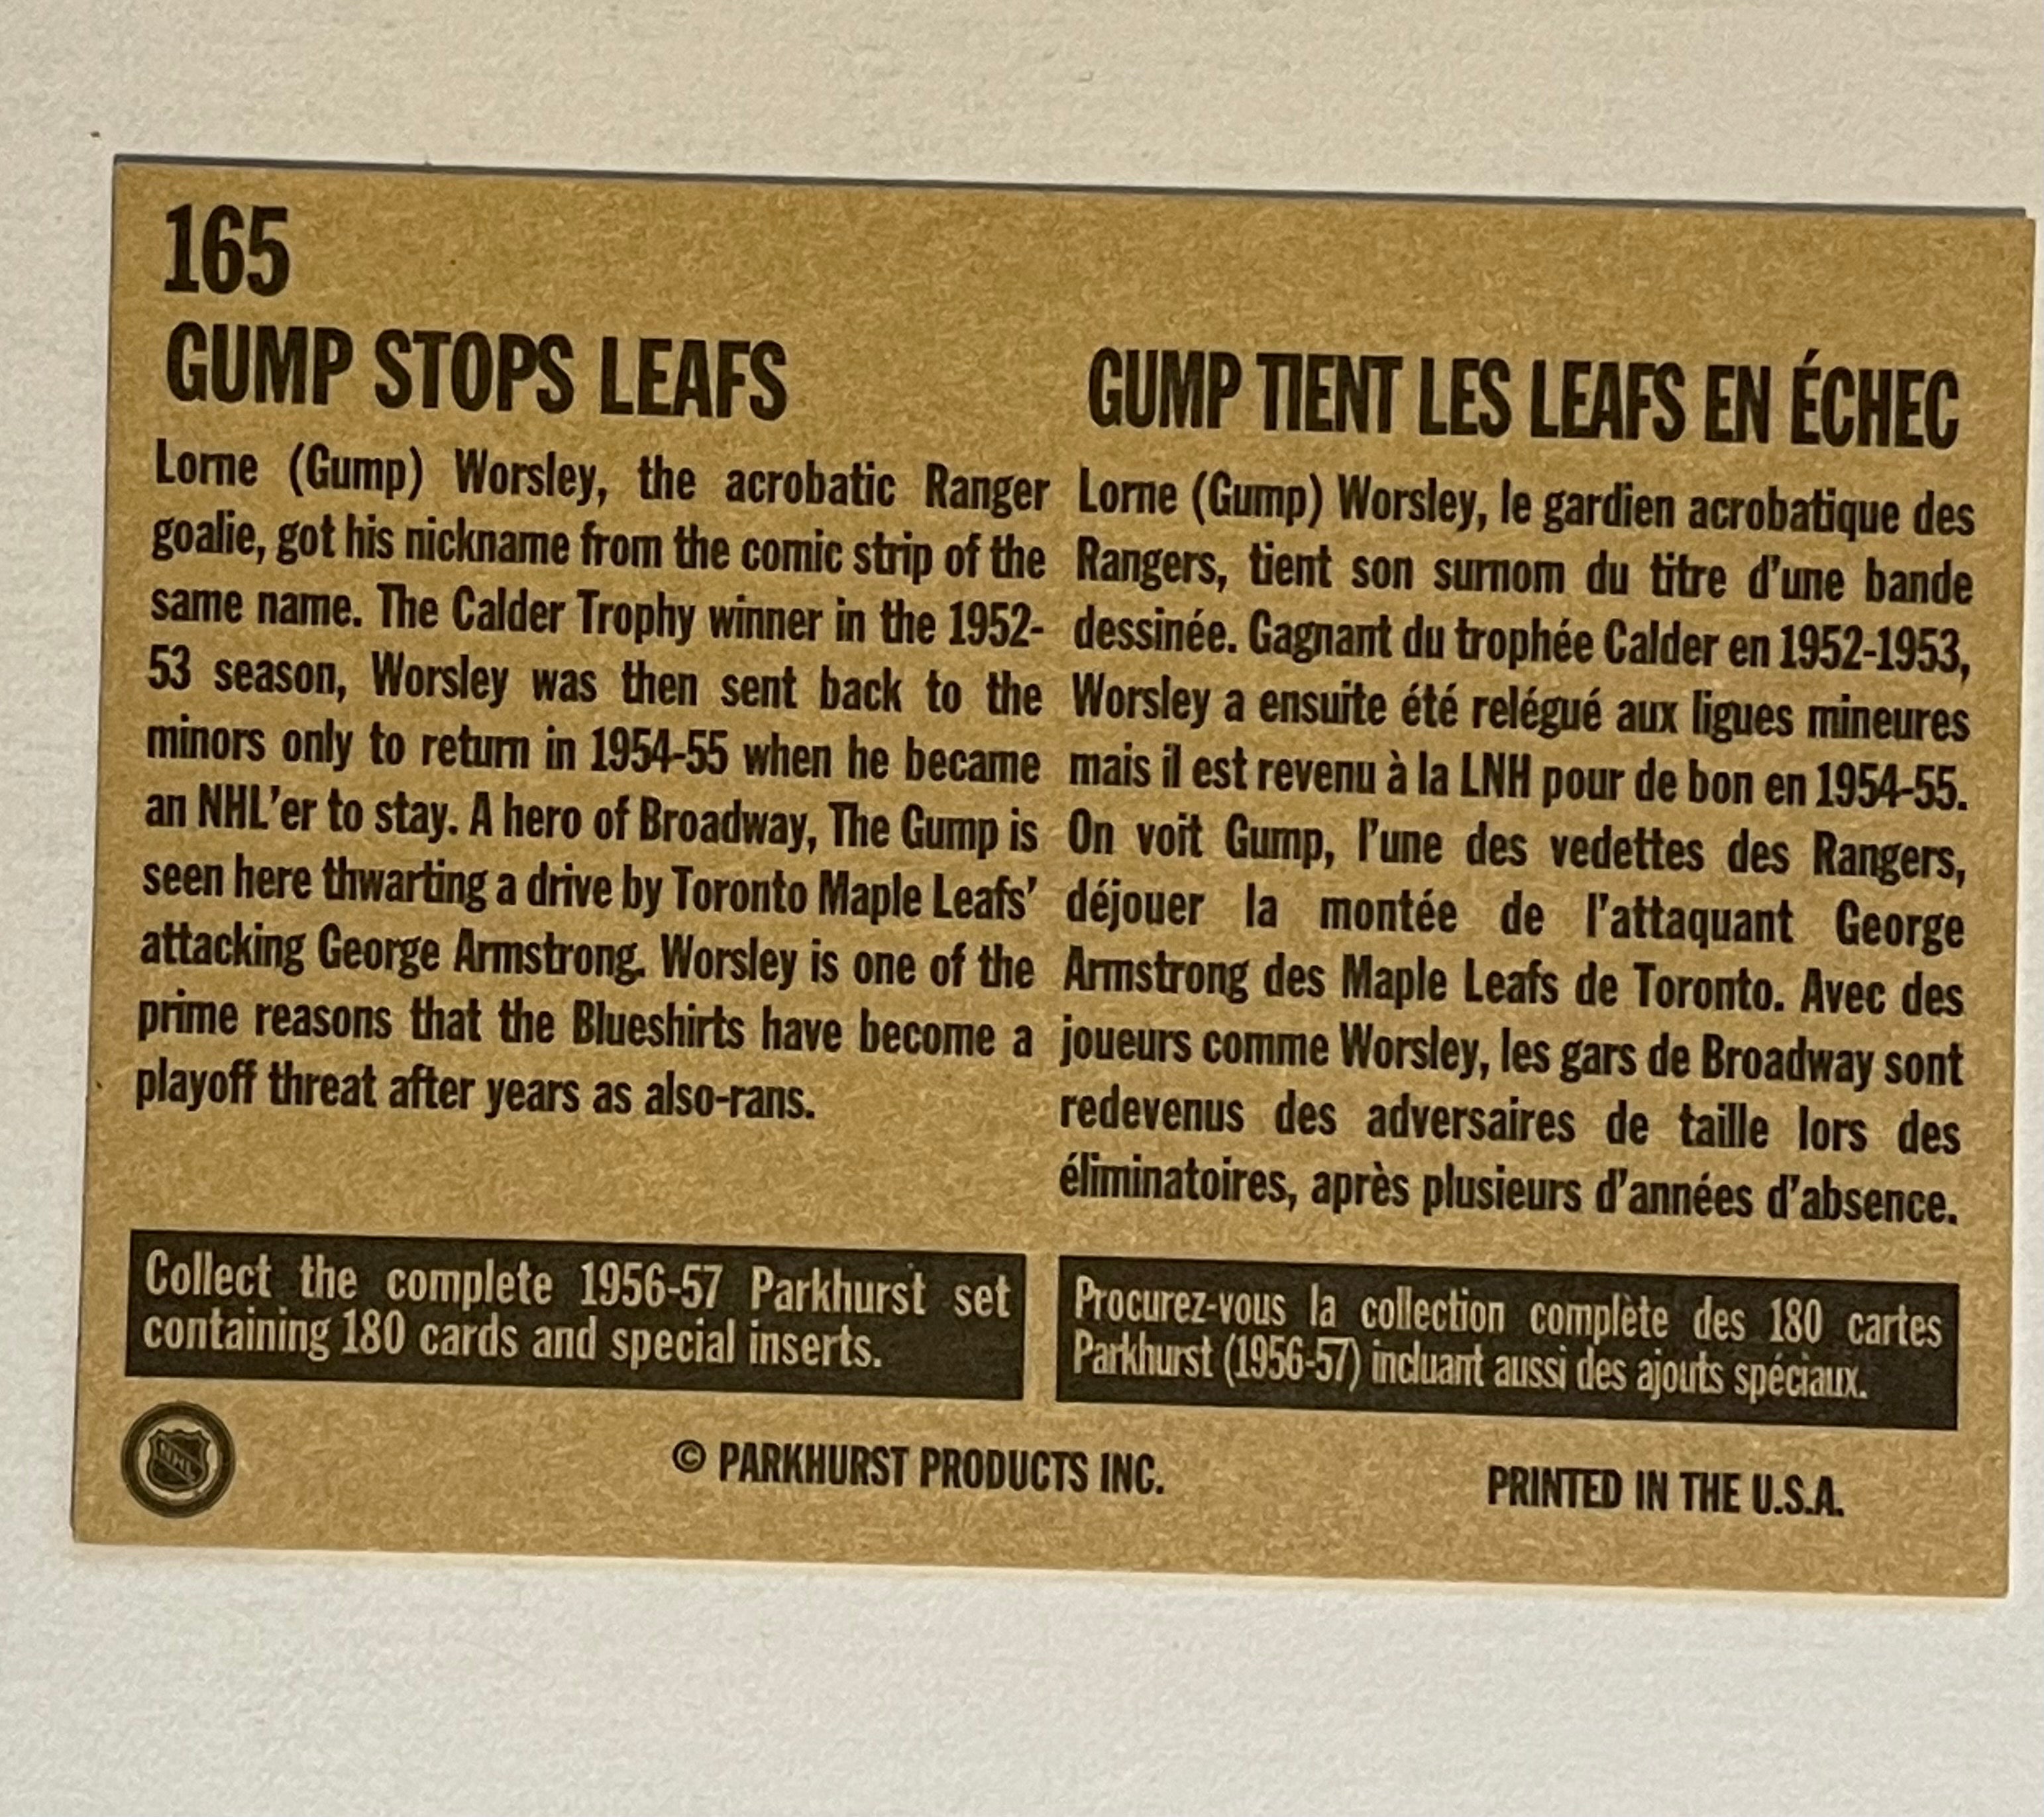 165
GUMP STOPS LEAFS
Lorne (Gump) Worsley, the acrobatic Ranger
goalie, got his nickname from the comic strip of the
same name. The Calder Trophy winner in the 1952-
53 season, Worsley was then sent back to the
minors only to return in 1954-55 when he became
an NHL'er to stay. A hero of Broadway, The Gump is
seen here thwarting a drive by Toronto Maple Leafs'
attacking George Armstrong. Worsley is one of the
prime reasons that the Blueshirts have become a
playoff threat after years as also-rans.
GUMP TIENT LES LEAFS EN ÉCHEC
Lorne (Gump) Worsley, le gardien acrobatique des
Rangers, tient son surnom du titre d'une bande
dessinée. Gagnant du trophée Calder en 1952-1953,
Worsley a ensuite été relégué aux ligues mineures
mais il est revenu à la LNH pour de bon en 1954-55.
On voit Gump, l'une des vedettes des Rangers,
déjouer la montée de l'attaquant George
Armstrong des Maple Leafs de Toronto. Avec des
joueurs comme Worsley, les gars de Broadway sont
redevenus des adversaires de taille lors des
éliminatoires, après plusieurs d'années d'absence.
Collect the complete 1956-57 Parkhurst set
containing 180 cards and special inserts.
Procurez-vous la collection complète des 180 cartes
Parkhurst (1956-57) incluant aussi des ajouts spéciaux.
NHL
© PARKHURST PRODUCTS INC.
PRINTED IN THE U.S.A.